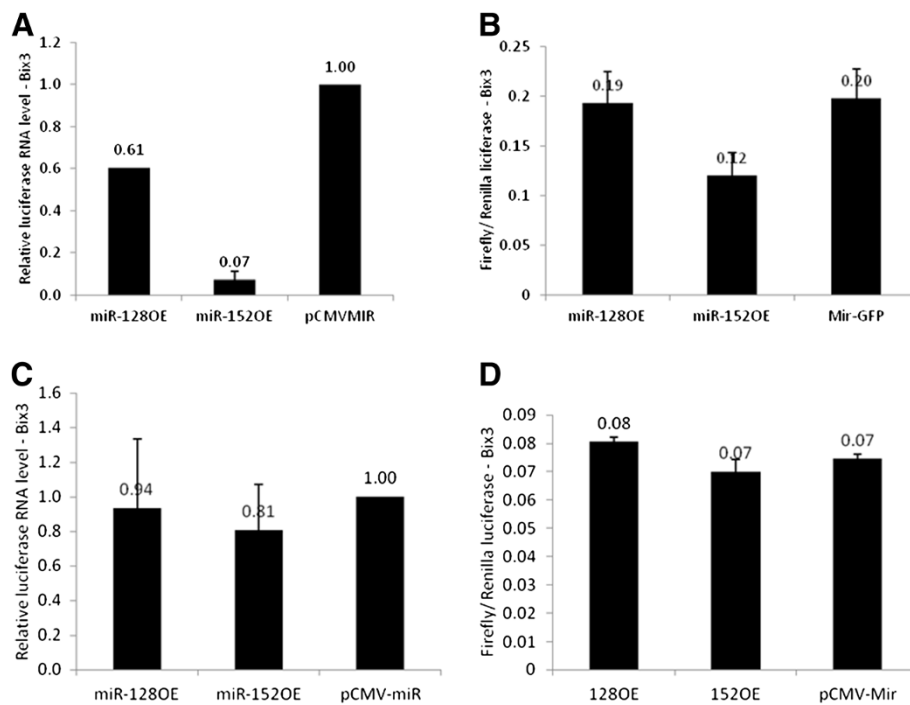 A
Relative luciferase RNA level - Bix3
1.2
1.0
0.8
0.6
0.4
0.2
0.0
0.61
0.07
1.00
miR-128OE
miR-152OE
pCMVMIR
B
Firefly/Renilla liciferase - Bix3
0.25
0.2
0.15
0.1
0.05
0
0.19
0.12
0.20
miR-128OE
miR-152OE
Mir-GFP
C
Relative luciferase RNA level - Bix3
1.6
1.4
1.2
1.0
0.8
0.6
0.4
0.2
0.0
0.94
0.81
1.00
miR-128OE
miR-152OE
pCMV-miR
D
Firefly/Renilla luciferase - Bix3
0.09
0.08
0.07
0.06
0.05
0.04
0.03
0.02
0.01
0
0.08
0.07
0.07
128OE
152OE
pCMV-Mir